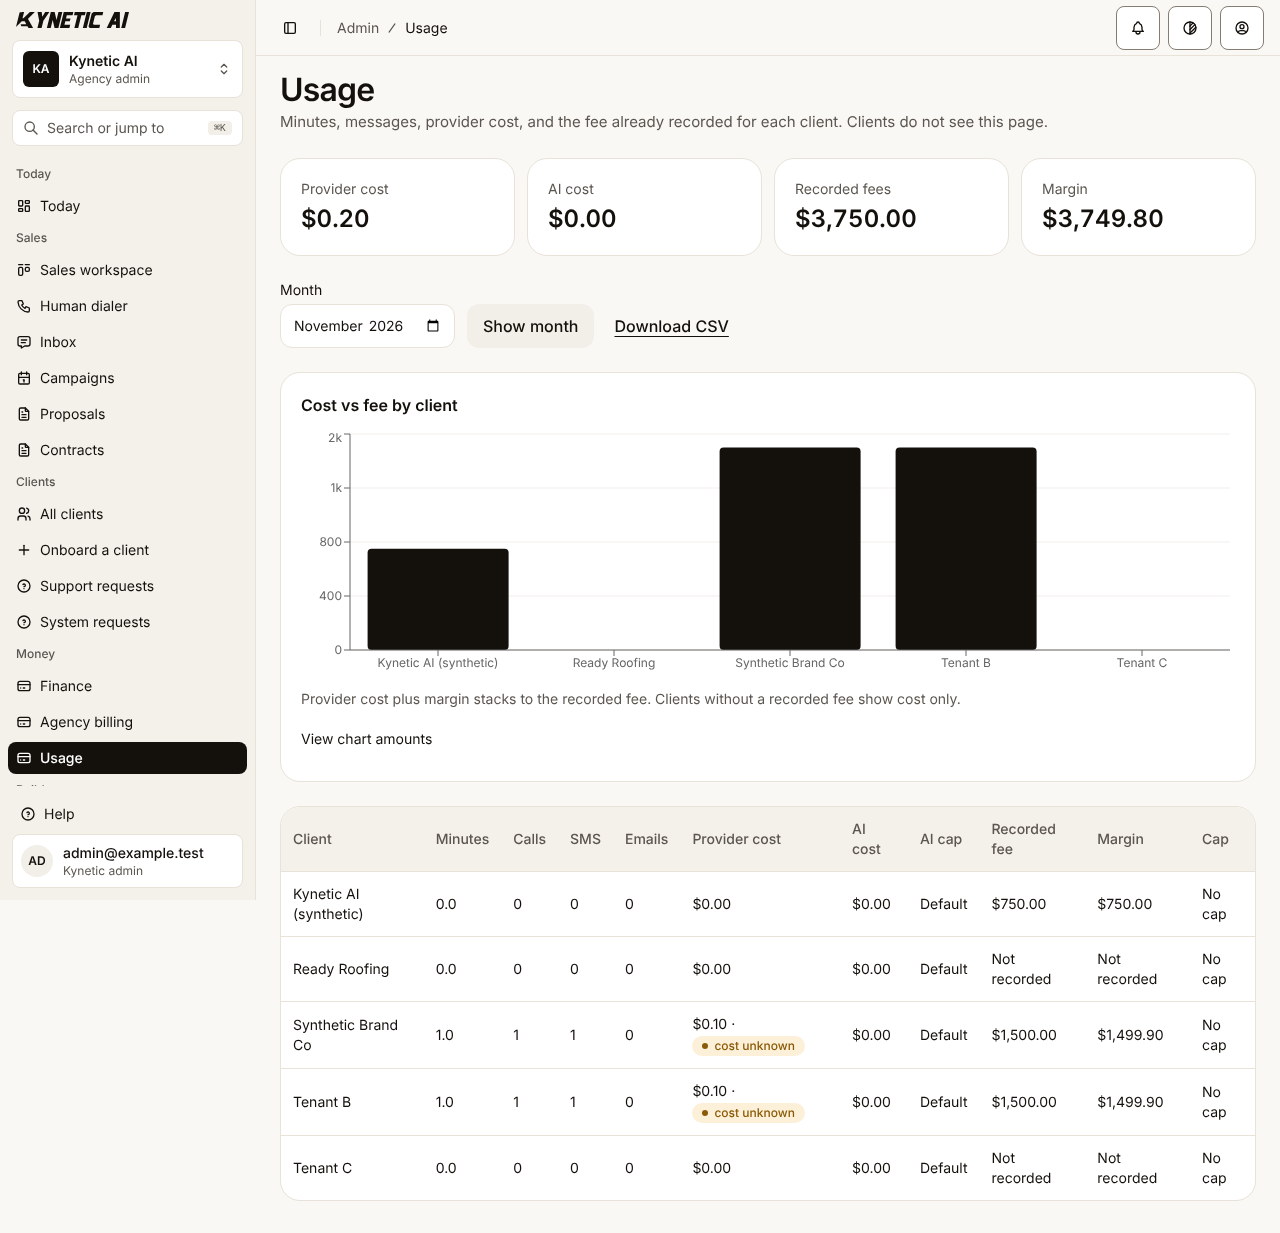 KYNETIC AI
KA
Kynetic AI
Agency admin
Search or jump to
⌘K
Today
Today
Sales
Sales workspace
Human dialer
Inbox
Campaigns
Proposals
Contracts
Clients
All clients
Onboard a client
Support requests
System requests
Money
Finance
Agency billing
Usage
Help
AD
admin@example.test
Kynetic admin
Admin / Usage
Usage
Minutes, messages, provider cost, and the fee already recorded for each client. Clients do not see this page.
Provider cost
$0.20
AI cost
$0.00
Recorded fees
$3,750.00
Margin
$3,749.80
Month
November 2026
Show month
Download CSV
Cost vs fee by client
2k
1k
800
400
0
Kynetic AI (synthetic)
Ready Roofing
Synthetic Brand Co
Tenant B
Tenant C
Provider cost plus margin stacks to the recorded fee. Clients without a recorded fee show cost only.
View chart amounts
Client Minutes Calls SMS Emails Provider cost AI cost AI cap Recorded fee Margin Cap
Kynetic AI (synthetic) 0.0 0 0 0 $0.00 $0.00 Default $750.00 $750.00 No cap
Ready Roofing 0.0 0 0 0 $0.00 $0.00 Default Not recorded Not recorded No cap
Synthetic Brand Co 1.0 1 1 0 $0.10 · cost unknown $0.00 Default $1,500.00 $1,499.90 No cap
Tenant B 1.0 1 1 0 $0.10 · cost unknown $0.00 Default $1,500.00 $1,499.90 No cap
Tenant C 0.0 0 0 0 $0.00 $0.00 Default Not recorded Not recorded No cap